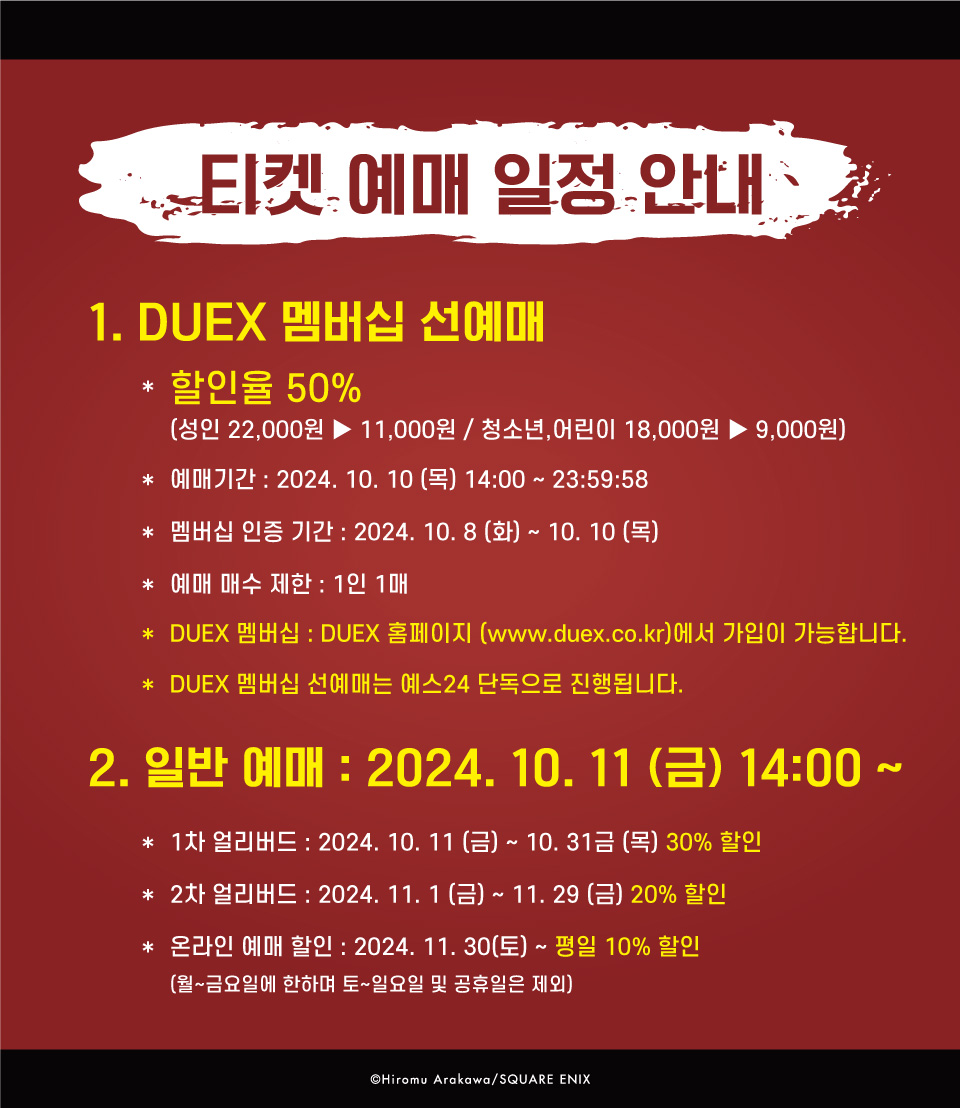 티켓 예매 일정 안내
1. DUEX 멤버십 선예매
* 할인율 50%
(성인 22,000원 ▶ 11,000원 / 청소년,어린이 18,000원 ▶ 9,000원)
* 예매기간 : 2024. 10. 10 (목) 14:00 ~ 23:59:58
* 멤버십 인증 기간 : 2024. 10. 8 (화) ~ 10. 10 (목)
* 예매 매수 제한 : 1인 1매
* DUEX 멤버십 : DUEX 홈페이지 (www.duex.co.kr)에서 가입이 가능합니다.
* DUEX 멤버십 선예매는 예스24 단독으로 진행됩니다.
2. 일반 예매 : 2024. 10. 11 (금) 14:00 ~
* 1차 얼리버드 : 2024. 10. 11 (금) ~ 10. 31금 (목) 30% 할인
* 2차 얼리버드 : 2024. 11. 1 (금) ~ 11. 29 (금) 20% 할인
* 온라인 예매 할인 : 2024. 11. 30(토) ~ 평일 10% 할인
(월~금요일에 한하며 토~일요일 및 공휴일은 제외)
©Hiromu Arakawa/SQUARE ENIX